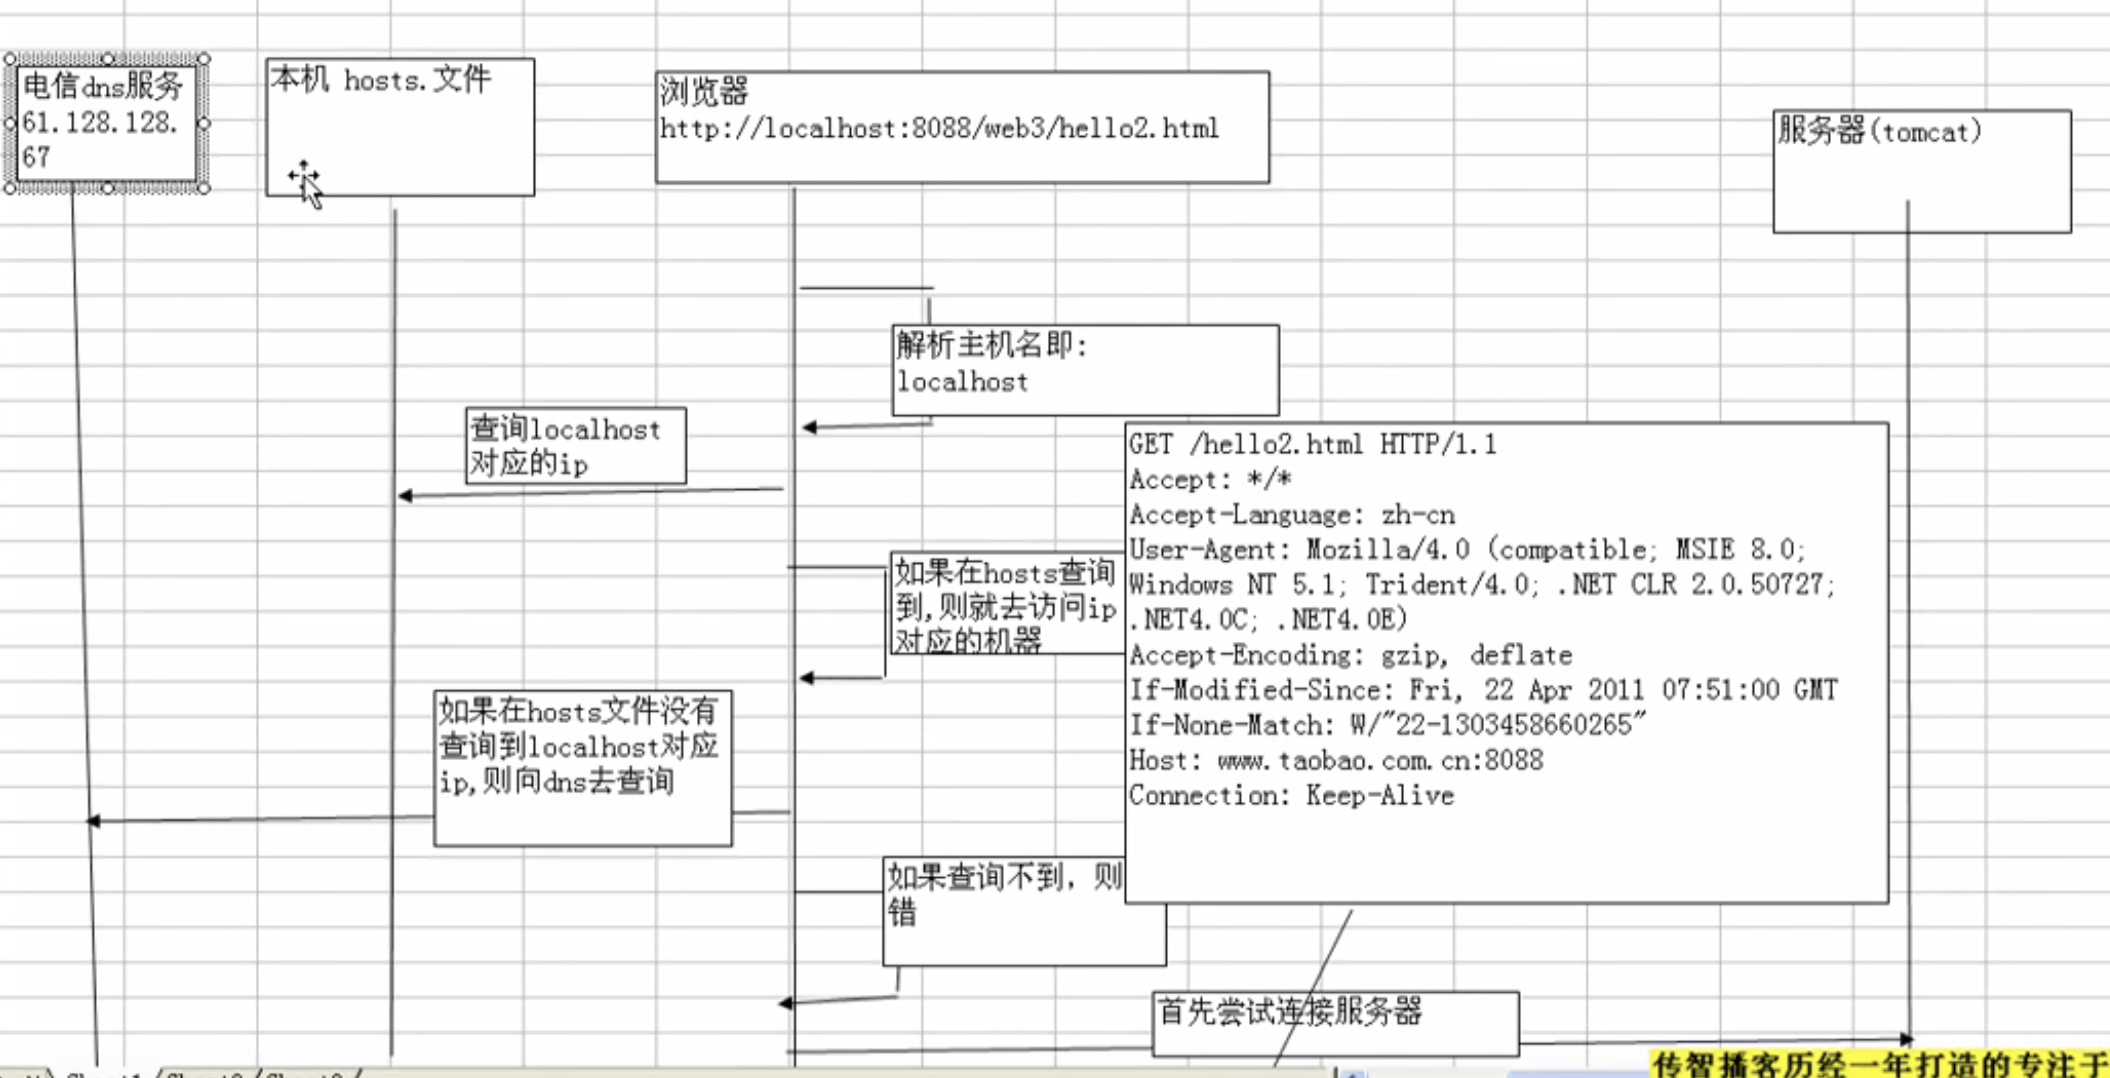 电信dns服务
61.128.128.
67
本机 hosts.文件
浏览器
http://localhost:8088/web3/hello2.html
服务器(tomcat)
解析主机名即:
localhost
查询localhost
对应的ip
GET /hello2.html HTTP/1.1
Accept: */*
Accept-Language: zh-cn
User-Agent: Mozilla/4.0 (compatible; MSIE 8.0;
Windows NT 5.1; Trident/4.0; .NET CLR 2.0.50727;
.NET4.0C; .NET4.0E)
Accept-Encoding: gzip, deflate
If-Modified-Since: Fri, 22 Apr 2011 07:51:00 GMT
If-None-Match: W/"22-1303458660265"
Host: www.taobao.com.cn:8088
Connection: Keep-Alive
如果在hosts查询
到,则就去访问ip
对应的机器
如果在hosts文件没有
查询到localhost对应
ip,则向dns去查询
如果查询不到，则
错
首先尝试连接服务器
传智播客历经一年打造的专注于